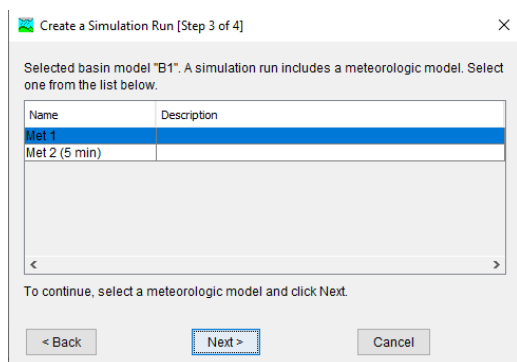 Create a Simulation Run [Step 3 of 4]
Selected basin model "B1". A simulation run includes a meteorologic model. Select
one from the list below.
Name Description
Met 1
Met 2 (5 min)
To continue, select a meteorologic model and click Next.
< Back Next > Cancel